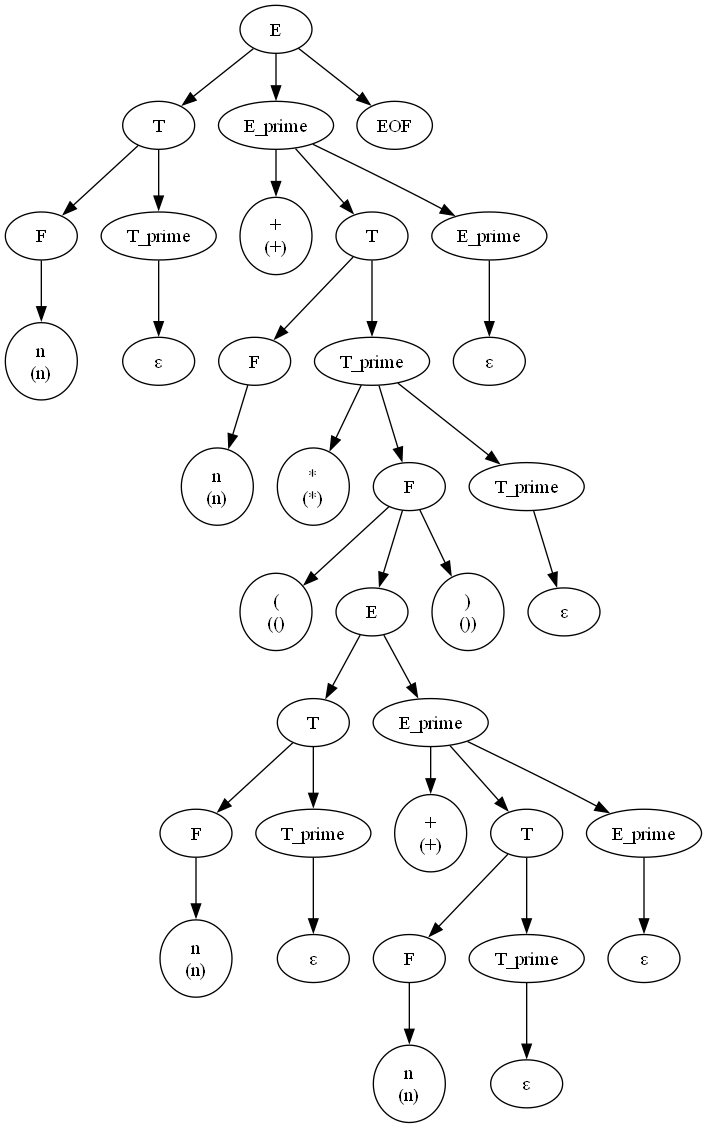 E
T
E_prime
EOF
F
T_prime
+
(+)
T
E_prime
n
(n)
ε
F
T_prime
ε
n
(n)
*
(*)
F
T_prime
(
(()
E
)
())
ε
T
E_prime
F
T_prime
+
(+)
T
E_prime
n
(n)
ε
F
T_prime
ε
n
(n)
ε